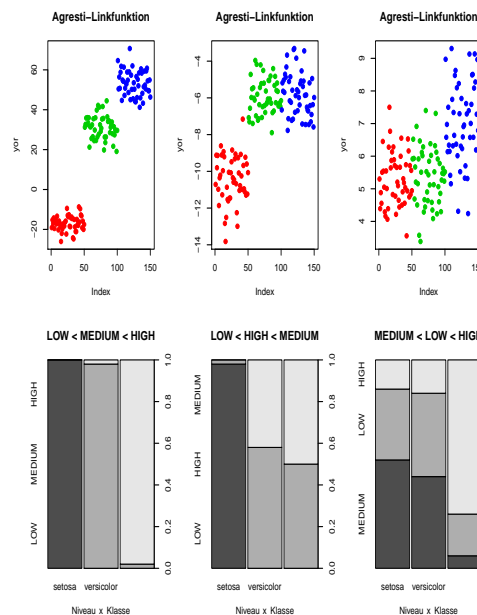 Agresti-Linkfunktion
Agresti-Linkfunktion
Agresti-Linkfunktion
yor
60
40
20
0
-20
0
50
100
150
Index
yor
-4
-6
-8
-10
-12
-14
0
50
100
150
Index
yor
9
8
7
6
5
4
0
50
100
150
Index
LOW < MEDIUM < HIGH
LOW < HIGH < MEDIUM
MEDIUM < LOW < HIGH
HIGH
MEDIUM
LOW
1.0
0.8
0.6
0.4
0.2
0.0
setosa versicolor
Niveau x Klasse
MEDIUM
HIGH
LOW
1.0
0.8
0.6
0.4
0.2
0.0
setosa versicolor
Niveau x Klasse
HIGH
LOW
MEDIUM
setosa versicolor
Niveau x Klasse